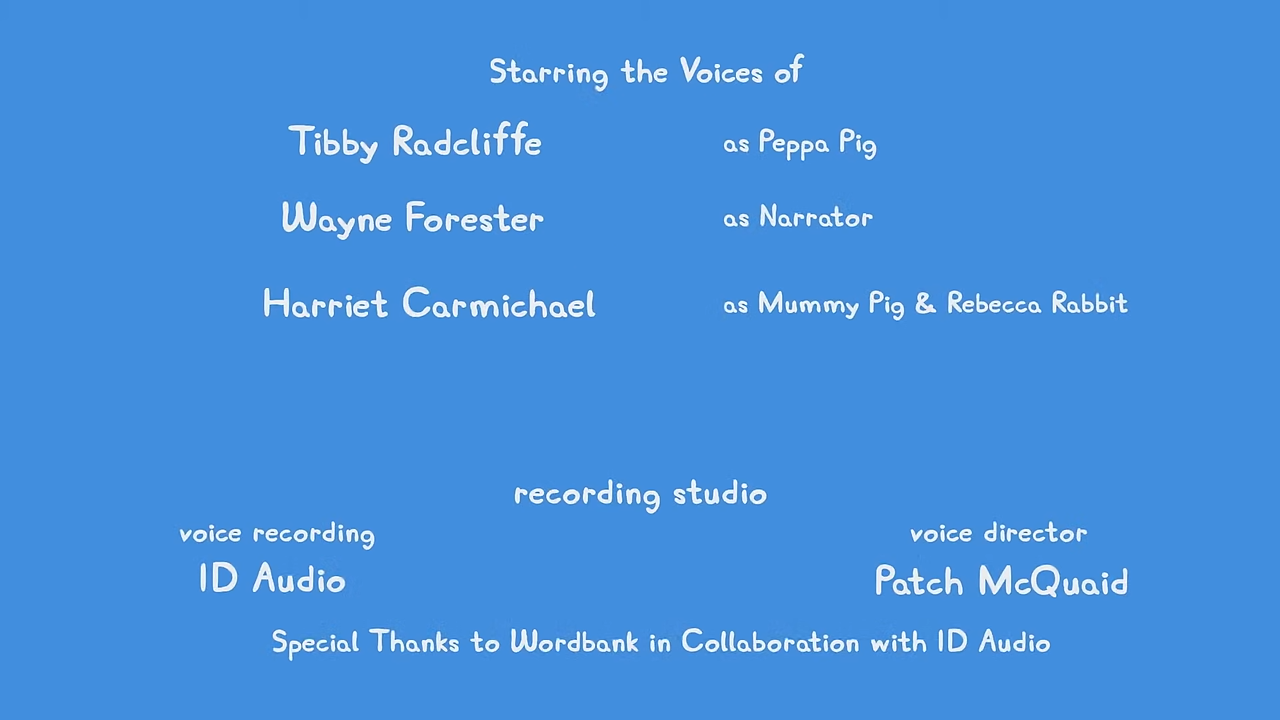 Starring the Voices of
Tibby Radcliffe as Peppa Pig
Wayne Forester as Narrator
Harriet Carmichael as Mummy Pig & Rebecca Rabbit
recording studio
voice recording voice director
ID Audio Patch McQuaid
Special Thanks to Wordbank in Collaboration with ID Audio